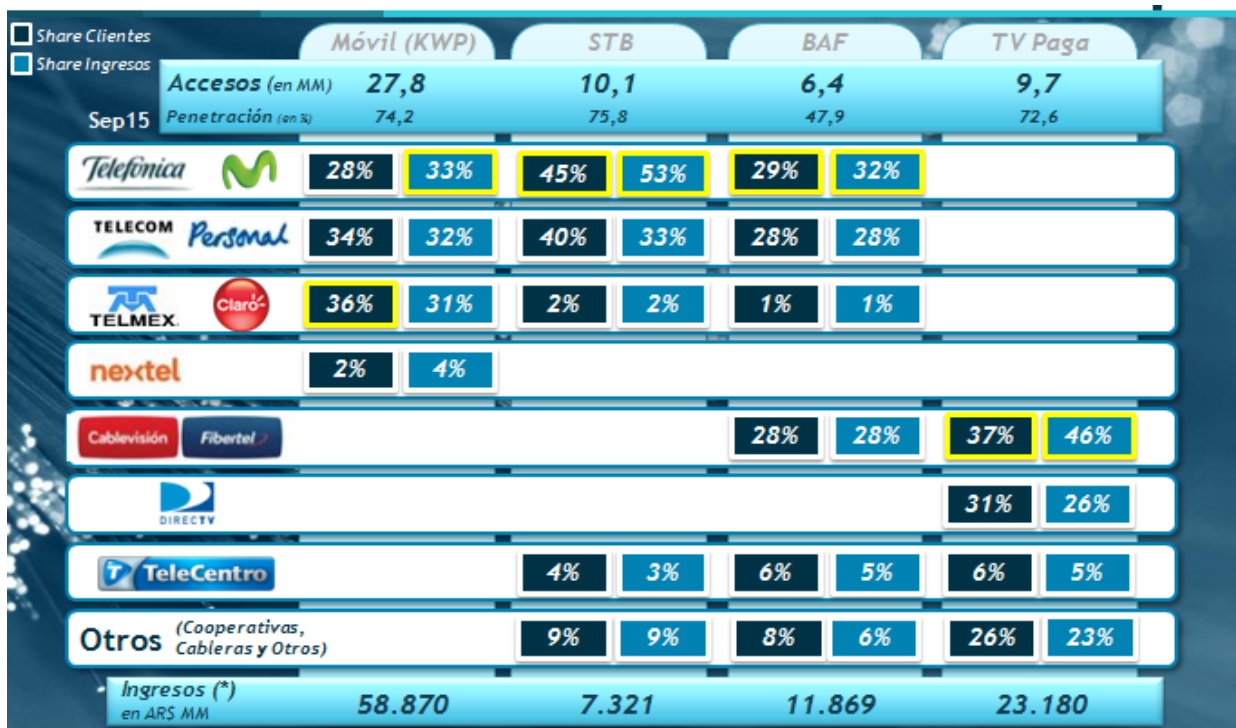 Share Clientes
Share Ingresos
Móvil (KWP) STB BAF TV Paga
Accesos (en MM) 27,8 10,1 6,4 9,7
Sep15 Penetración (en %) 74,2 75,8 47,9 72,6
Telefónica 28% 33% 45% 53% 29% 32%
TELECOM Personal 34% 32% 40% 33% 28% 28%
TELMEX Claro 36% 31% 2% 2% 1% 1%
nextel 2% 4%
Cablevisión Fibertel 28% 28% 37% 46%
DIRECTV 31% 26%
T TeleCentro 4% 3% 6% 5% 6% 5%
Otros (Cooperativas,
Cableras y Otros) 9% 9% 8% 6% 26% 23%
Ingresos (*)
en ARS MM 58.870 7.321 11.869 23.180